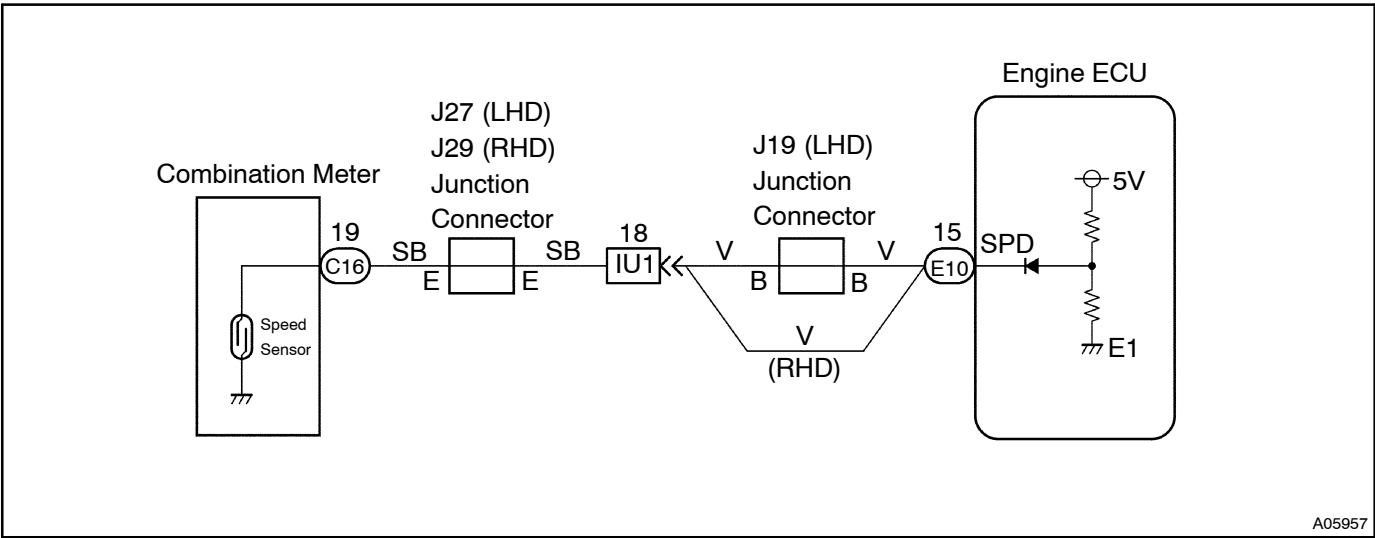 Engine ECU
J27 (LHD)
J29 (RHD)
Junction
Connector
J19 (LHD)
Junction
Connector
Combination Meter
5V
19
18
15
C16
SB
SB
IU1
V
V
E10
SPD
E
E
B
B
Speed
Sensor
V
(RHD)
E1
A05957